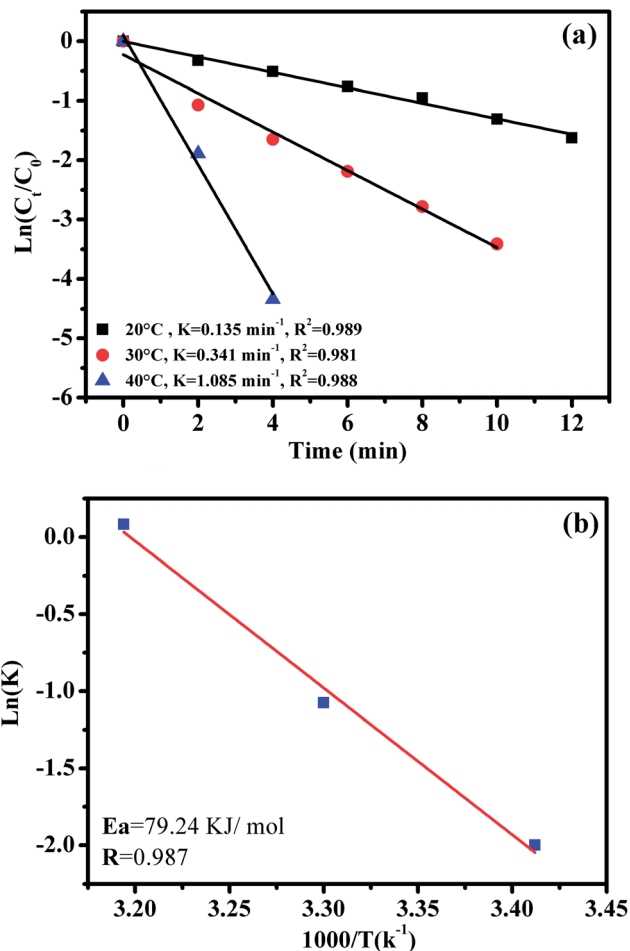 (a)
0
-1
-2
-3
-4
-5
-6
Ln(Ct/C0)
20°C , K=0.135 min-1, R2=0.989
30°C, K=0.341 min-1, R2=0.981
40°C, K=1.085 min-1, R2=0.988
0 2 4 6 8 10 12
Time (min)
(b)
0.0
-0.5
-1.0
-1.5
-2.0
Ln(K)
Ea=79.24 KJ/ mol
R=0.987
3.20 3.25 3.30 3.35 3.40 3.45
1000/T(k-1)